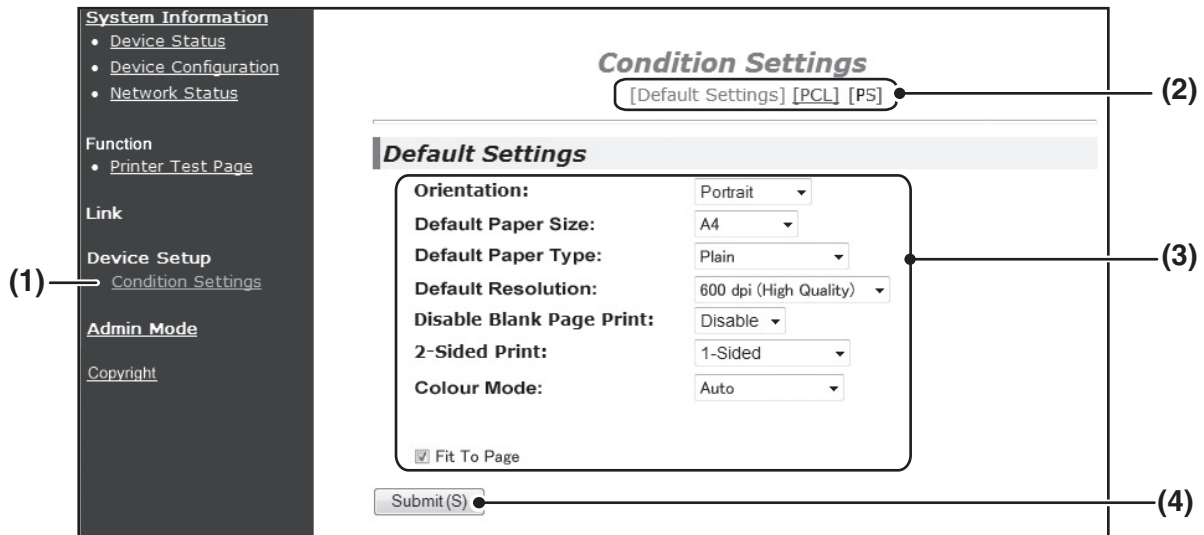 System Information
• Device Status
• Device Configuration
• Network Status
Function
• Printer Test Page
Link
Device Setup
Condition Settings
Admin Mode
Copyright
(1)
Condition Settings
[Default Settings] [PCL] [PS]
(2)
Default Settings
Orientation: Portrait
Default Paper Size: A4
Default Paper Type: Plain
(3)
Default Resolution: 600 dpi (High Quality)
Disable Blank Page Print: Disable
2-Sided Print: 1-Sided
Colour Mode: Auto
Fit To Page
Submit (S)
(4)